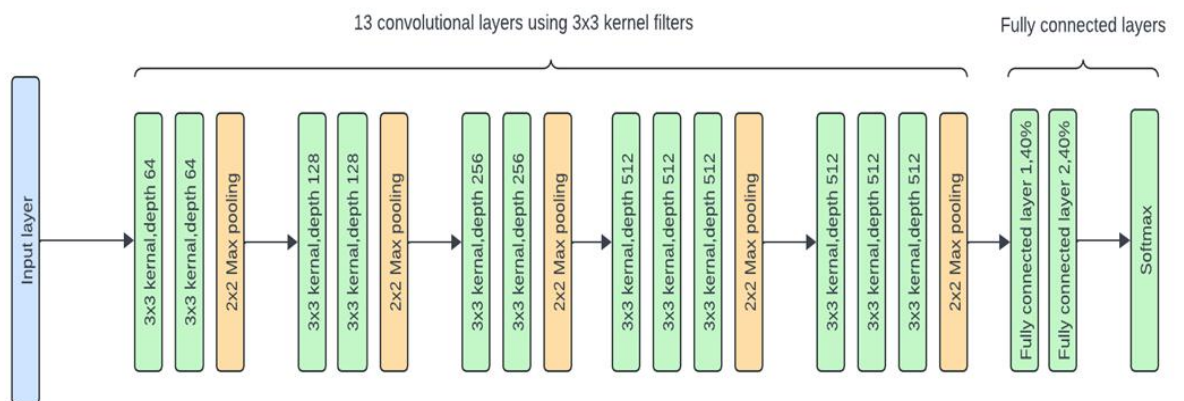 13 convolutional layers using 3x3 kernel filters
Fully connected layers
Input layer
3x3 kernal,depth 64
3x3 kernal,depth 64
2x2 Max pooling
3x3 kernal,depth 128
3x3 kernal,depth 128
2x2 Max pooling
3x3 kernal,depth 256
3x3 kernal,depth 256
2x2 Max pooling
3x3 kernal,depth 512
3x3 kernal,depth 512
3x3 kernal,depth 512
2x2 Max pooling
3x3 kernal,depth 512
3x3 kernal,depth 512
3x3 kernal,depth 512
2x2 Max pooling
Fully connected layer 1,40%
Fully connected layer 2,40%
Softmax